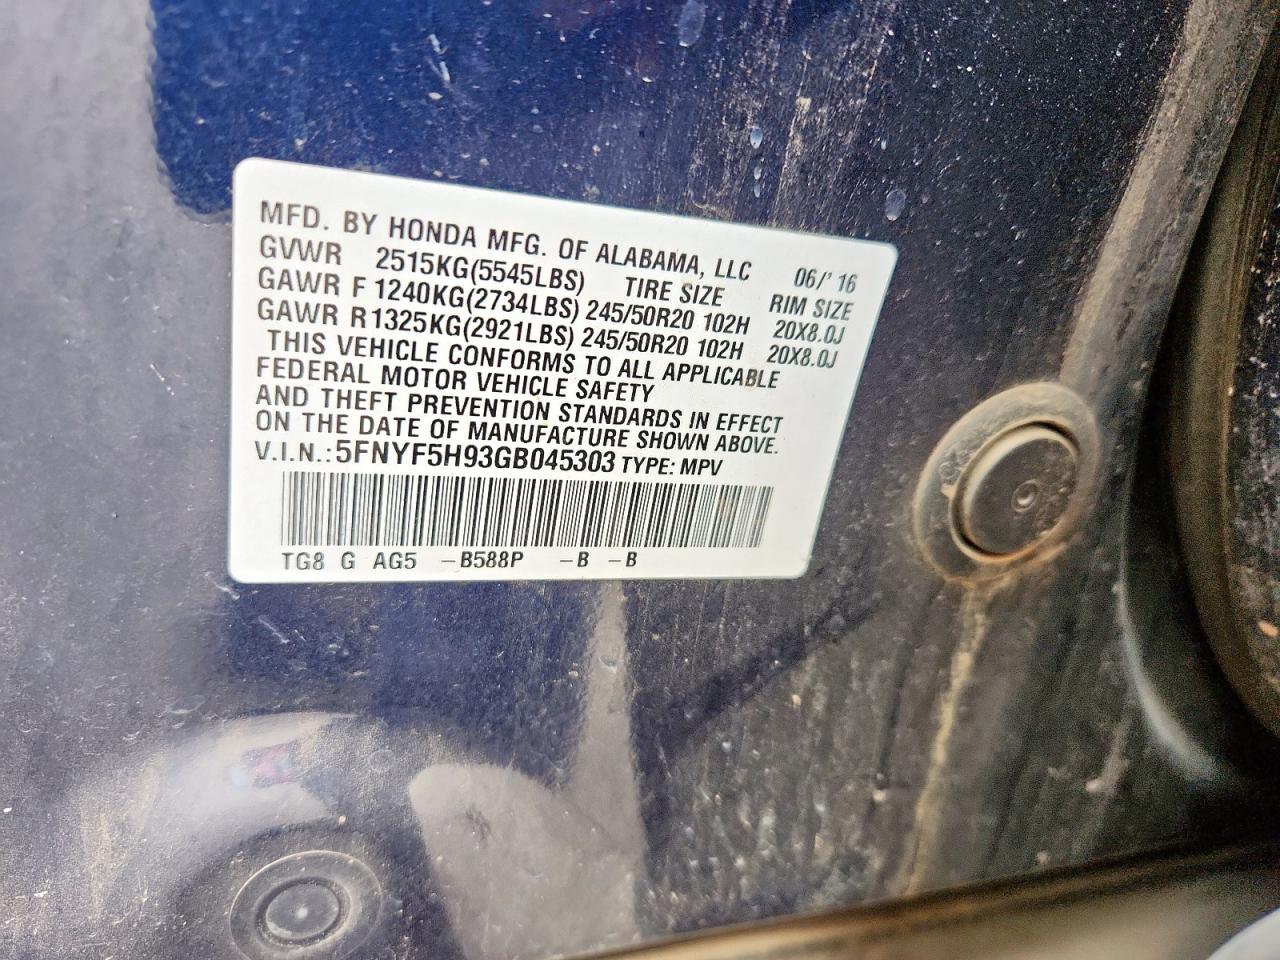 MFD. BY HONDA MFG. OF ALABAMA, LLC 06/'16
GVWR 2515KG(5545LBS) TIRE SIZE RIM SIZE
GAWR F 1240KG(2734LBS) 245/50R20 102H 20X8.0J
GAWR R 1325KG(2921LBS) 245/50R20 102H 20X8.0J
THIS VEHICLE CONFORMS TO ALL APPLICABLE
FEDERAL MOTOR VEHICLE SAFETY
AND THEFT PREVENTION STANDARDS IN EFFECT
ON THE DATE OF MANUFACTURE SHOWN ABOVE.
V.I.N.: 5FNYF5H93GB045303 TYPE: MPV
TG8 G AG5 -B588P -B -B